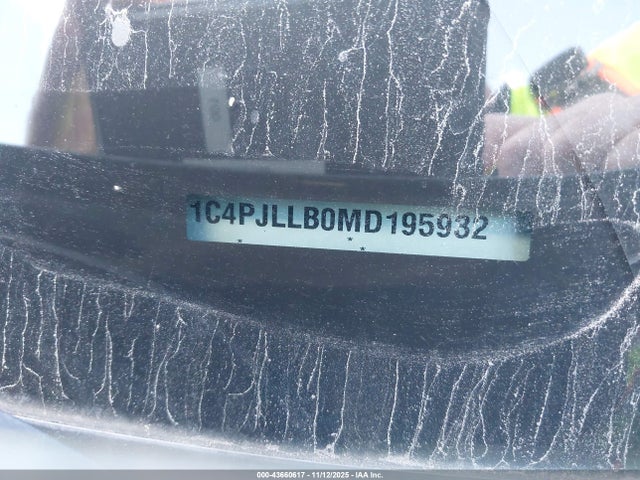 1C4PJLLB0MD195932
000-43660617 - 11/12/2025 - IAA Inc.